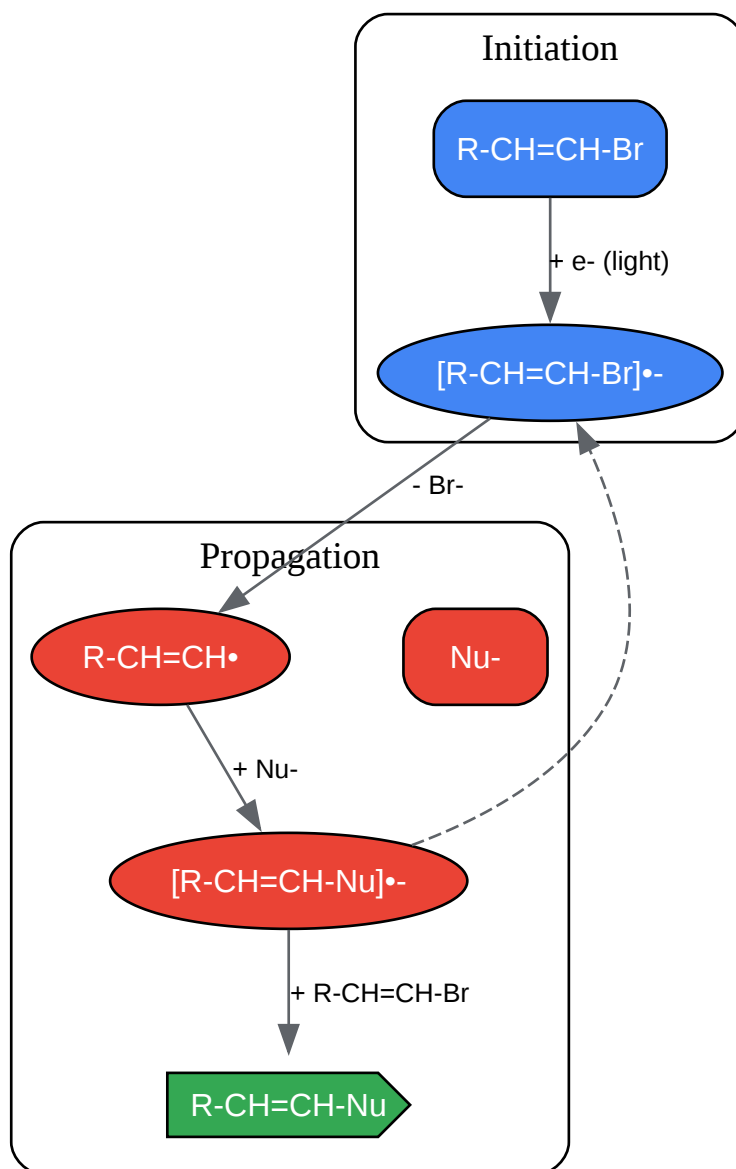 Initiation
R-CH=CH-Br
+ e- (light)
[R-CH=CH-Br]•-
- Br-
Propagation
R-CH=CH•
Nu-
+ Nu-
[R-CH=CH-Nu]•-
+ R-CH=CH-Br
R-CH=CH-Nu